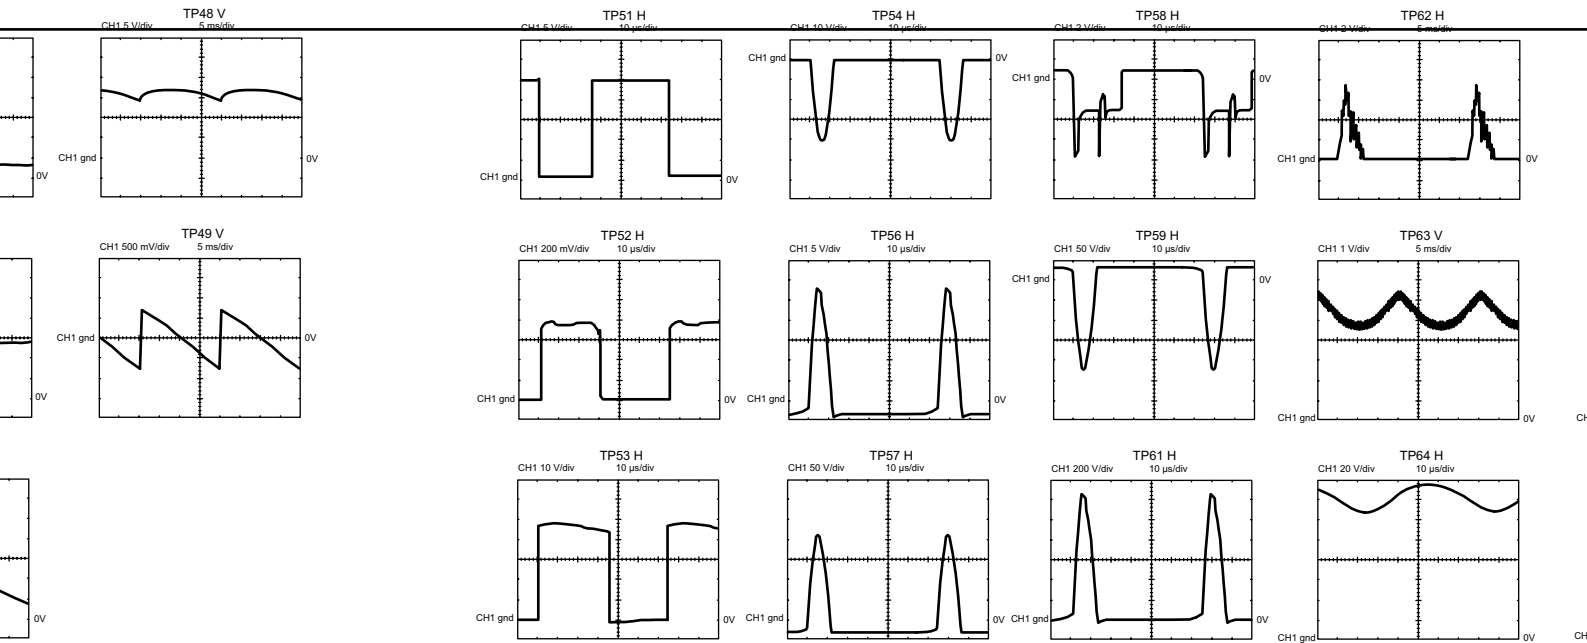 TP48 V
CH1 5 V/div 5 ms/div
CH1 gnd 0V
TP51 H
CH1 5 V/div 10 µs/div
CH1 gnd 0V
TP54 H
CH1 10 V/div 10 µs/div
CH1 gnd 0V
TP58 H
CH1 2 V/div 10 µs/div
CH1 gnd 0V
TP62 H
CH1 2 V/div 5 ms/div
CH1 gnd 0V
0V
TP49 V
CH1 500 mV/div 5 ms/div
CH1 gnd 0V
TP52 H
CH1 200 mV/div 10 µs/div
CH1 gnd 0V
TP56 H
CH1 5 V/div 10 µs/div
CH1 gnd
TP59 H
CH1 50 V/div 10 µs/div
CH1 gnd 0V
TP63 V
CH1 1 V/div 5 ms/div
CH1 gnd 0V
0V
TP53 H
CH1 10 V/div 10 µs/div
CH1 gnd
TP57 H
CH1 50 V/div 10 µs/div
CH1 gnd 0V
TP61 H
CH1 200 V/div 10 µs/div
CH1 gnd 0V
TP64 H
CH1 20 V/div 10 µs/div
CH1 gnd 0V
0V